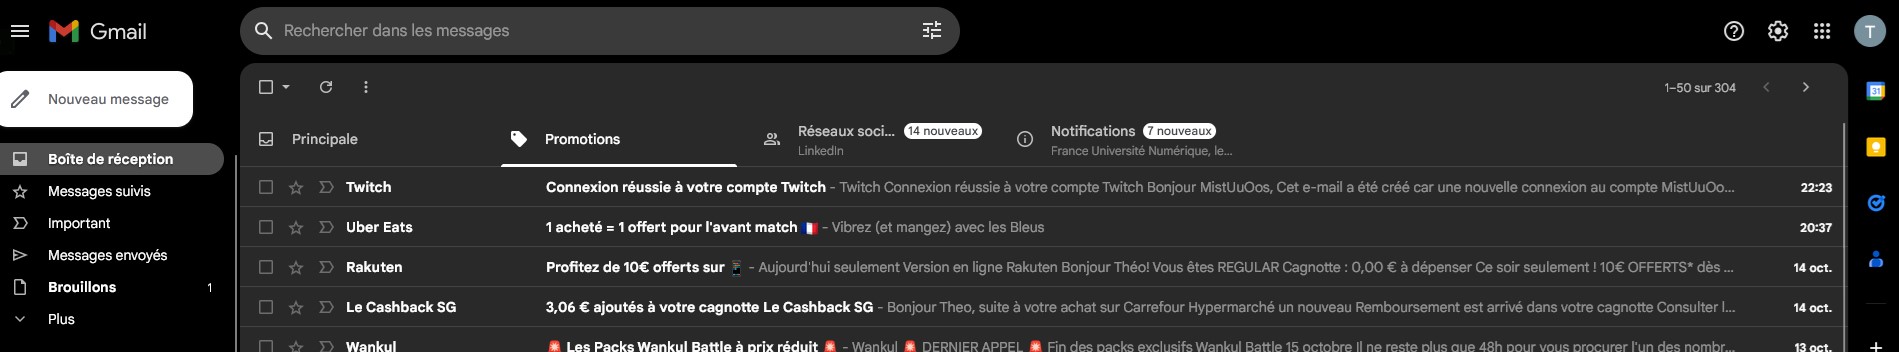 Gmail
Rechercher dans les messages
T
Nouveau message
1–50 sur 304
31
Principale
Promotions
Réseaux soci... 14 nouveaux
LinkedIn
Notifications 7 nouveaux
France Université Numérique, le...
Boîte de réception
Messages suivis
Important
Messages envoyés
Brouillons 1
Plus
Twitch Connexion réussie à votre compte Twitch - Twitch Connexion réussie à votre compte Twitch Bonjour MistUuOos, Cet e-mail a été créé car une nouvelle connexion au compte MistUuOo... 22:23
Uber Eats 1 acheté = 1 offert pour l'avant match 🇫🇷 - Vibrez (et mangez) avec les Bleus 20:37
Rakuten Profitez de 10€ offerts sur 📱 - Aujourd'hui seulement Version en ligne Rakuten Bonjour Théo! Vous êtes REGULAR Cagnotte : 0,00 € à dépenser Ce soir seulement ! 10€ OFFERTS* dès ... 14 oct.
Le Cashback SG 3,06 € ajoutés à votre cagnotte Le Cashback SG - Bonjour Theo, suite à votre achat sur Carrefour Hypermarché un nouveau Remboursement est arrivé dans votre cagnotte Consulter l... 14 oct.
Wankul 🚨 Les Packs Wankul Battle à prix réduit 🚨 - Wankul 🚨 DERNIER APPEL 🚨 Fin des packs exclusifs Wankul Battle 15 octobre Il ne reste plus que 48h pour vous procurer l'un des nombr... 13 oct.